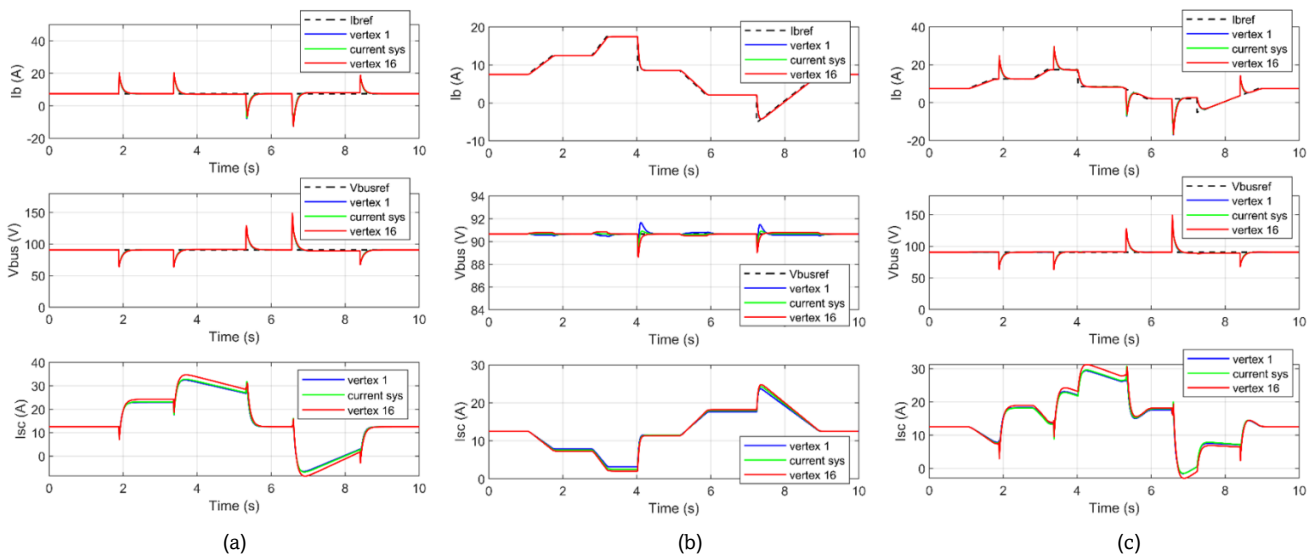 40
20
0
-20
0 2 4 6 8 10
Ib (A)
Time (s)
Ibref
vertex 1
current sys
vertex 16
150
100
50
0
0 2 4 6 8 10
Vbus (V)
Time (s)
Vbusref
vertex 1
current sys
vertex 16
40
30
20
10
0
0 2 4 6 8 10
Isc (A)
Time (s)
vertex 1
current sys
vertex 16
(a)
20
10
0
-10
0 2 4 6 8 10
Ib (A)
Time (s)
Ibref
vertex 1
current sys
vertex 16
94
92
90
88
86
84
0 2 4 6 8 10
Vbus (V)
Time (s)
Vbusref
vertex 1
current sys
vertex 16
30
20
10
0
0 2 4 6 8 10
Isc (A)
Time (s)
vertex 1
current sys
vertex 16
(b)
40
20
0
-20
0 2 4 6 8 10
Ib (A)
Time (s)
Ibref
vertex 1
current sys
vertex 16
150
100
50
0
0 2 4 6 8 10
Vbus (V)
Time (s)
Vbusref
vertex 1
current sys
vertex 16
30
20
10
0
0 2 4 6 8 10
Isc (A)
Time (s)
vertex 1
current sys
vertex 16
(c)